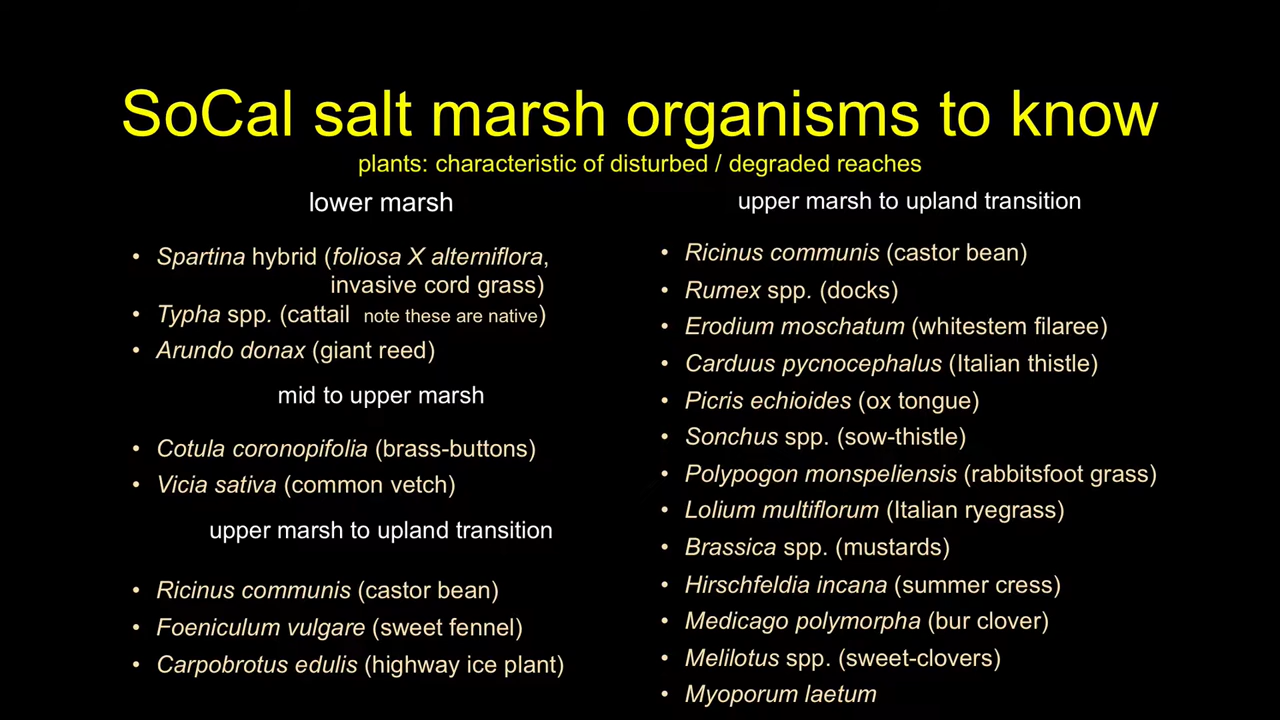 SoCal salt marsh organisms to know
plants: characteristic of disturbed / degraded reaches
lower marsh
• Spartina hybrid (foliosa X alterniflora,
invasive cord grass)
• Typha spp. (cattail note these are native)
• Arundo donax (giant reed)
mid to upper marsh
• Cotula coronopifolia (brass-buttons)
• Vicia sativa (common vetch)
upper marsh to upland transition
• Ricinus communis (castor bean)
• Foeniculum vulgare (sweet fennel)
• Carpobrotus edulis (highway ice plant)
upper marsh to upland transition
• Ricinus communis (castor bean)
• Rumex spp. (docks)
• Erodium moschatum (whitestem filaree)
• Carduus pycnocephalus (Italian thistle)
• Picris echioides (ox tongue)
• Sonchus spp. (sow-thistle)
• Polypogon monspeliensis (rabbitsfoot grass)
• Lolium multiflorum (Italian ryegrass)
• Brassica spp. (mustards)
• Hirschfeldia incana (summer cress)
• Medicago polymorpha (bur clover)
• Melilotus spp. (sweet-clovers)
• Myoporum laetum